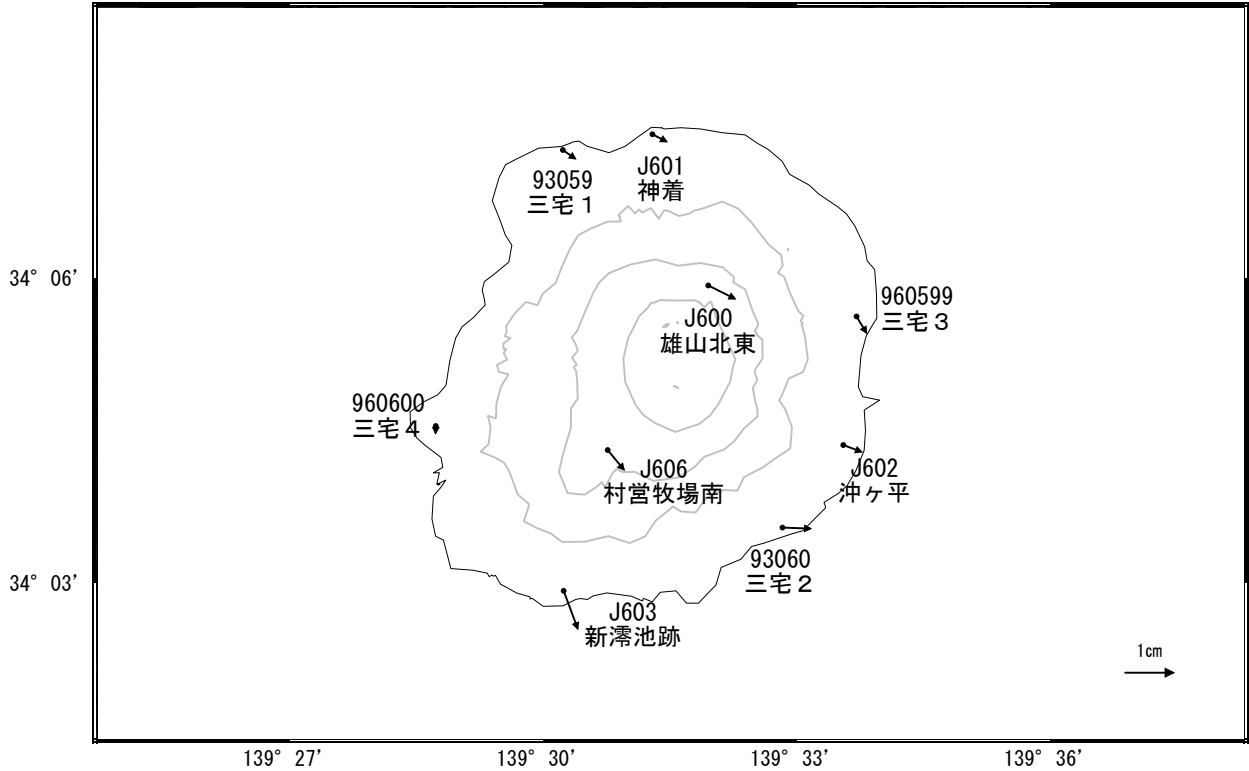 J601
神着
93059
三宅１
34° 06'
960599
三宅３
J600
雄山北東
960600
三宅４
J606
村営牧場南
J602
沖ヶ平
93060
三宅２
34° 03'
J603
新澪池跡
1cm
139° 27'
139° 30'
139° 33'
139° 36'